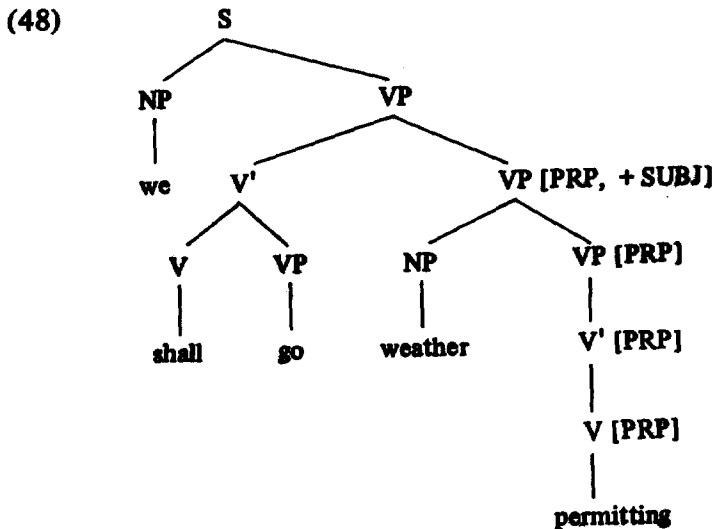 (48) S
NP VP
we V' VP [PRP, + SUBJ]
V VP NP VP [PRP]
shall go weather V' [PRP]
V [PRP]
permitting